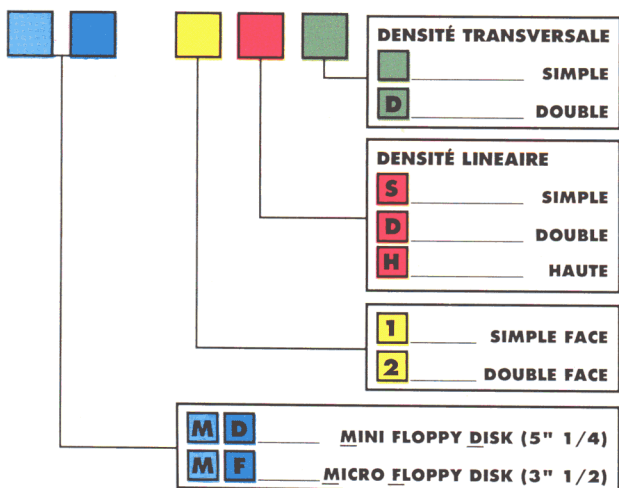 DENSITÉ TRANSVERSALE
SIMPLE
D DOUBLE
DENSITÉ LINEAIRE
S SIMPLE
D DOUBLE
H HAUTE
1 SIMPLE FACE
2 DOUBLE FACE
M D MINI FLOPPY DISK (5" 1/4)
M F MICRO FLOPPY DISK (3" 1/2)